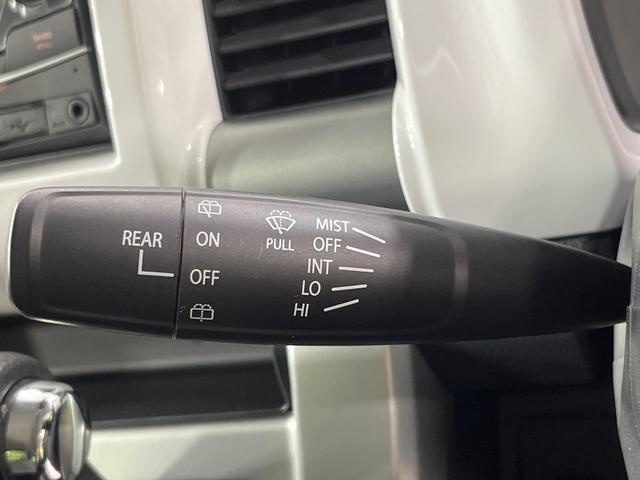 REAR
ON
OFF
PULL
MIST
OFF
INT
LO
HI